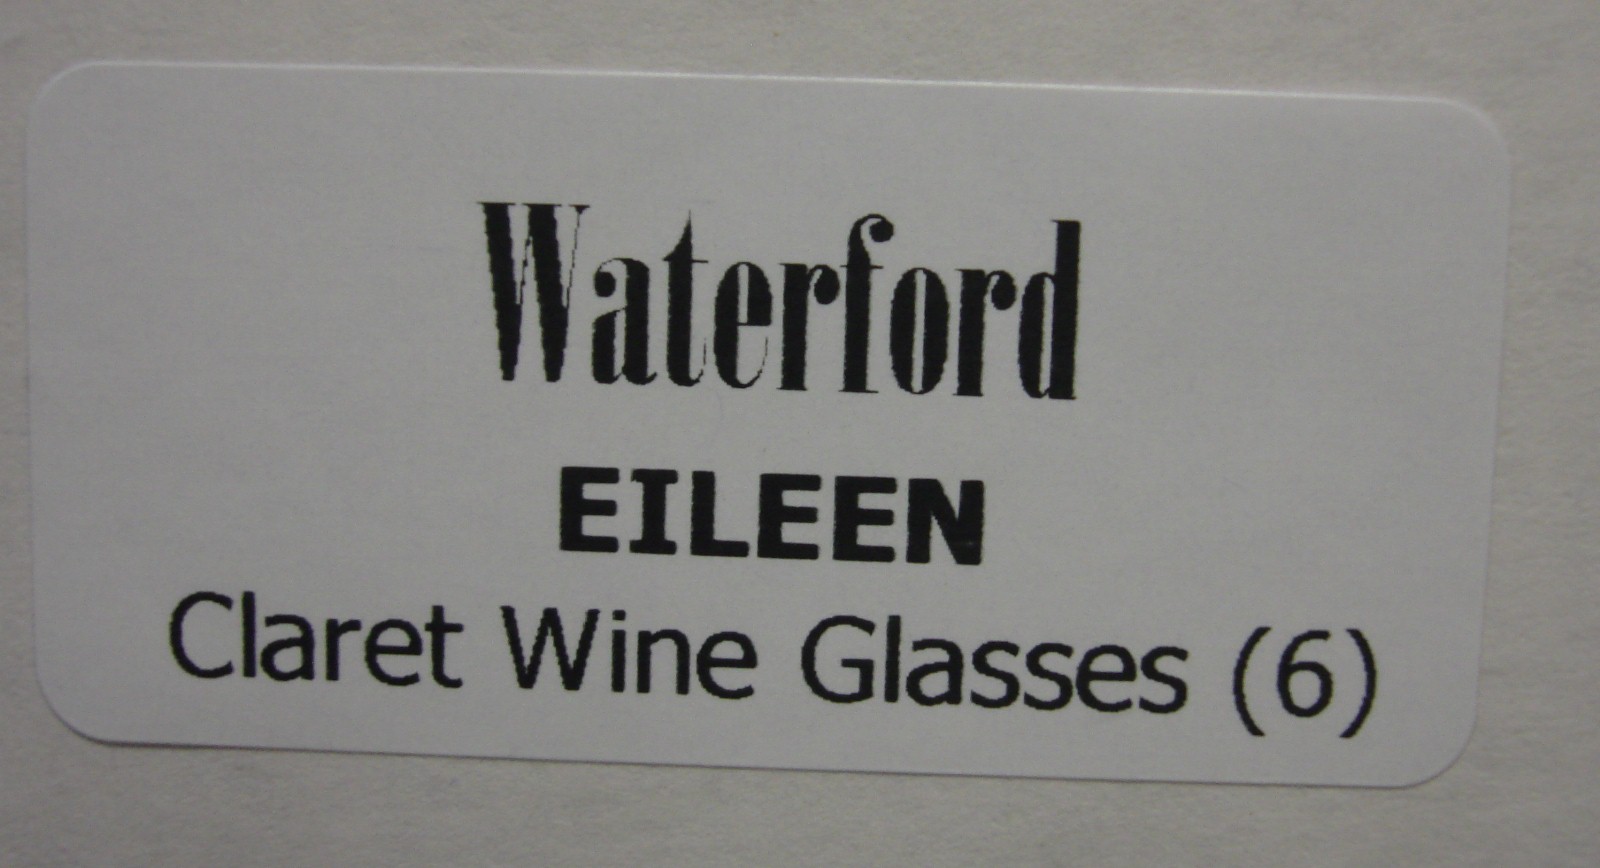 Waterford
EILEEN
Claret Wine Glasses (6)